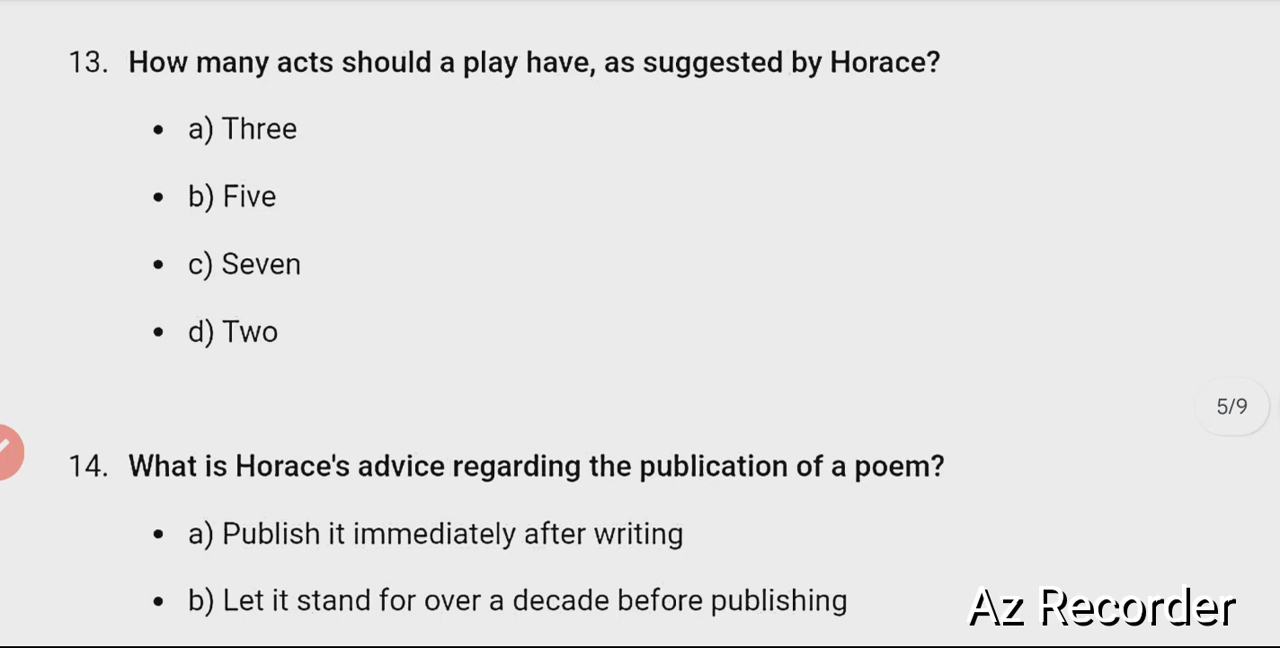 13. How many acts should a play have, as suggested by Horace?
• a) Three
• b) Five
• c) Seven
• d) Two
5/9
14. What is Horace's advice regarding the publication of a poem?
• a) Publish it immediately after writing
• b) Let it stand for over a decade before publishing
Az Recorder